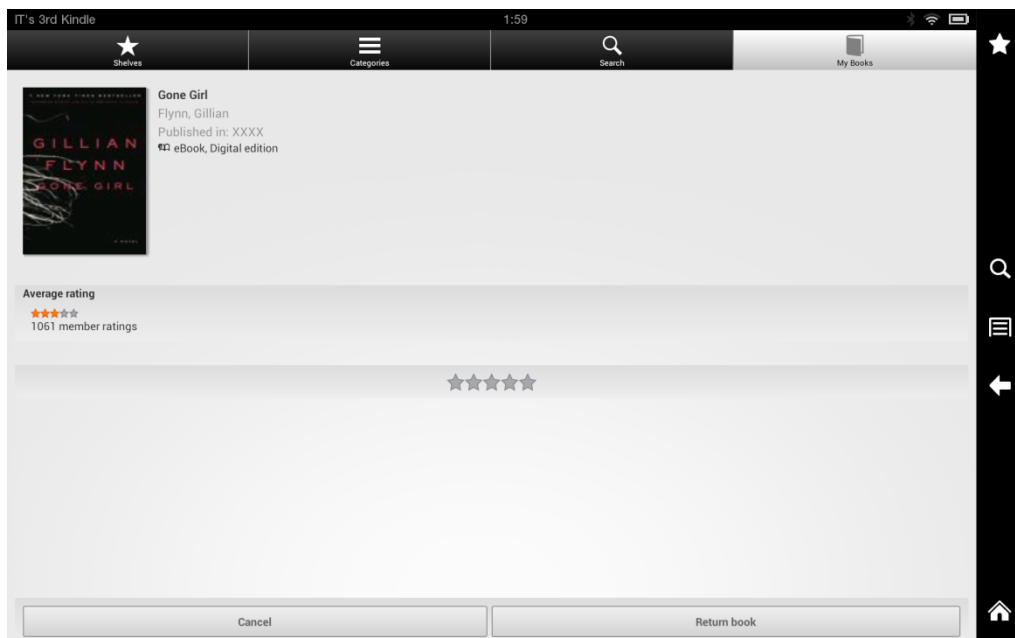 IT's 3rd Kindle
1:59
Shelves
Categories
Search
My Books
GILLIAN
FLYNN
GONE GIRL
A NOVEL
Gone Girl
Flynn, Gillian
Published in: XXXX
eBook, Digital edition
Average rating
1061 member ratings
Cancel
Return book